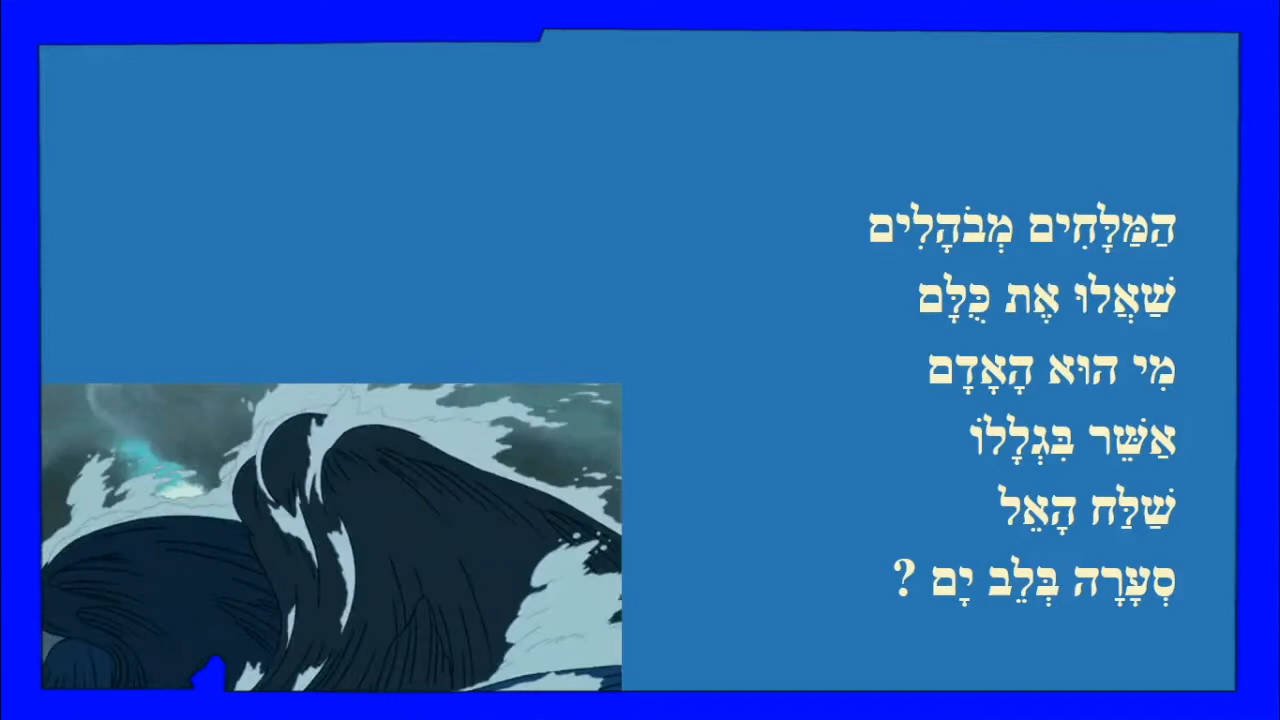 הַמַּלָּחִים מְבֹהָלִים
שַׁאֲלוּ אֶת כֻּלָּם
מִי הוּא הָאָדָם
אַשֵּׁר בִּגְלָלוֹ
שַׁלַּח הָאֵל
סְעָרָה בְּלֵב יָם ?